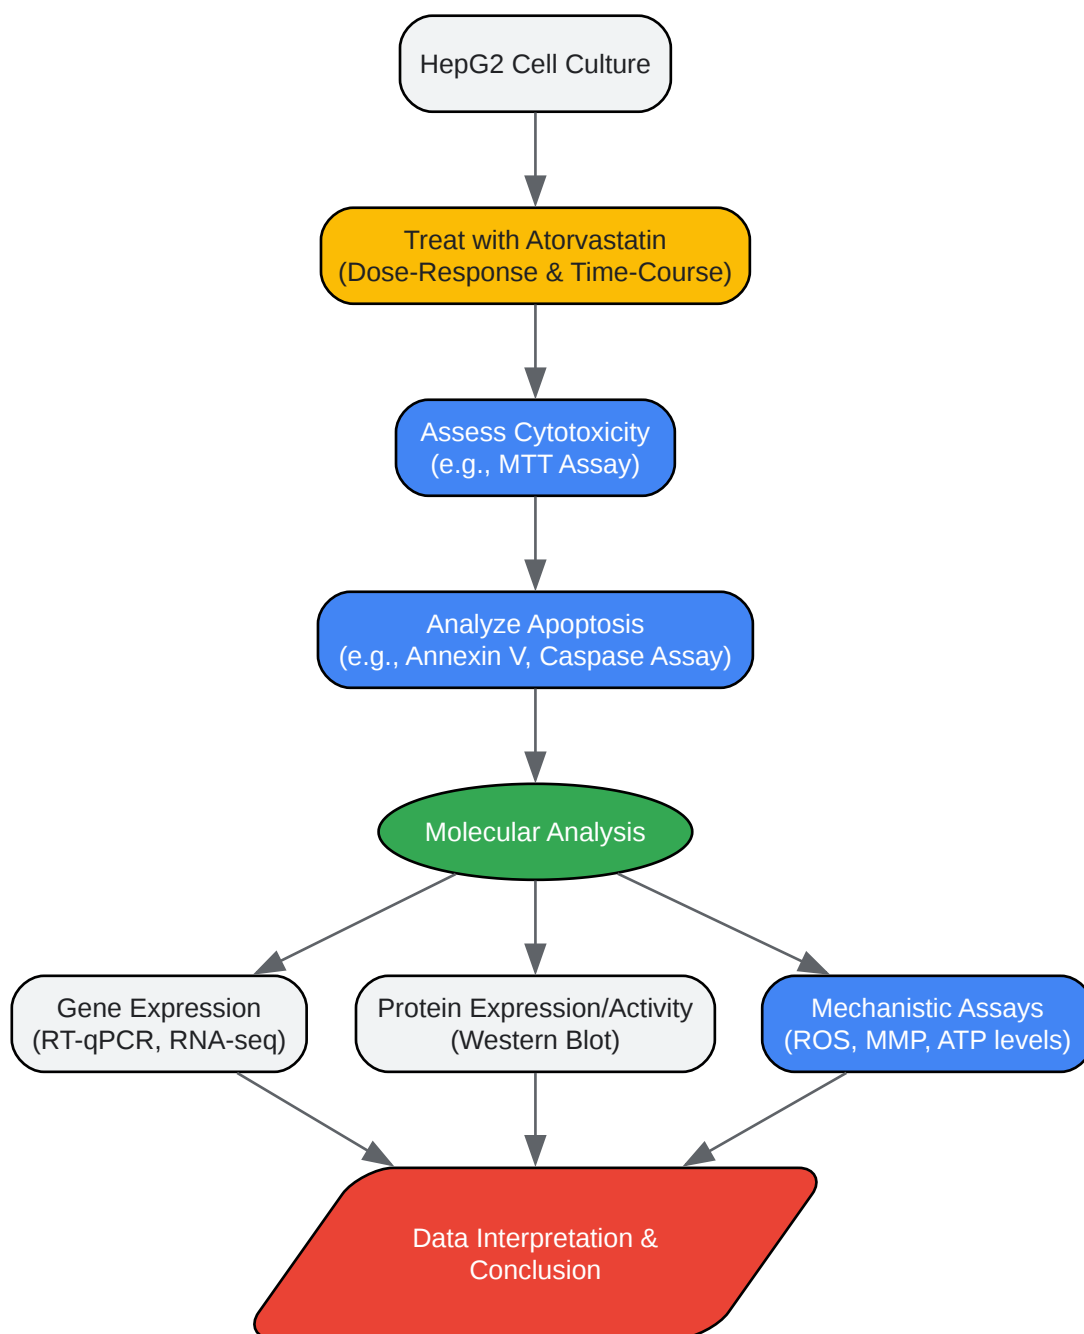 HepG2 Cell Culture
Treat with Atorvastatin
(Dose-Response & Time-Course)
Assess Cytotoxicity
(e.g., MTT Assay)
Analyze Apoptosis
(e.g., Annexin V, Caspase Assay)
Molecular Analysis
Gene Expression
(RT-qPCR, RNA-seq)
Protein Expression/Activity
(Western Blot)
Mechanistic Assays
(ROS, MMP, ATP levels)
Data Interpretation &
Conclusion